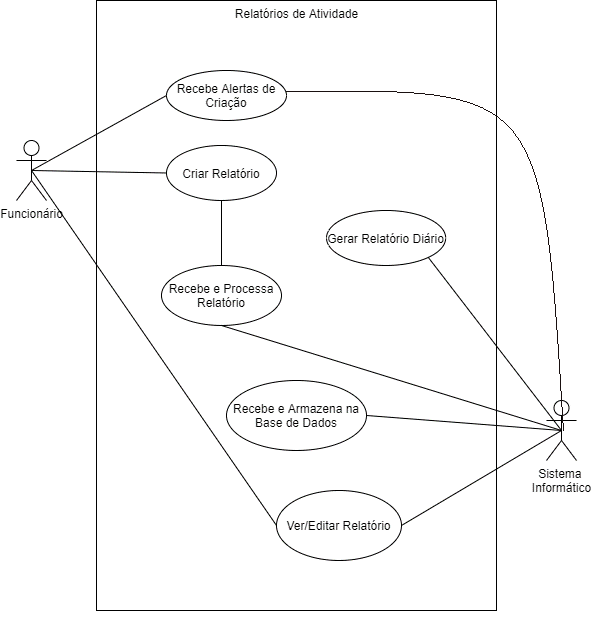 Relatórios de Atividade
Recebe Alertas de
Criação
Criar Relatório
Funcionário
Gerar Relatório Diário
Recebe e Processa
Relatório
Recebe e Armazena na
Base de Dados
Sistema
Informático
Ver/Editar Relatório